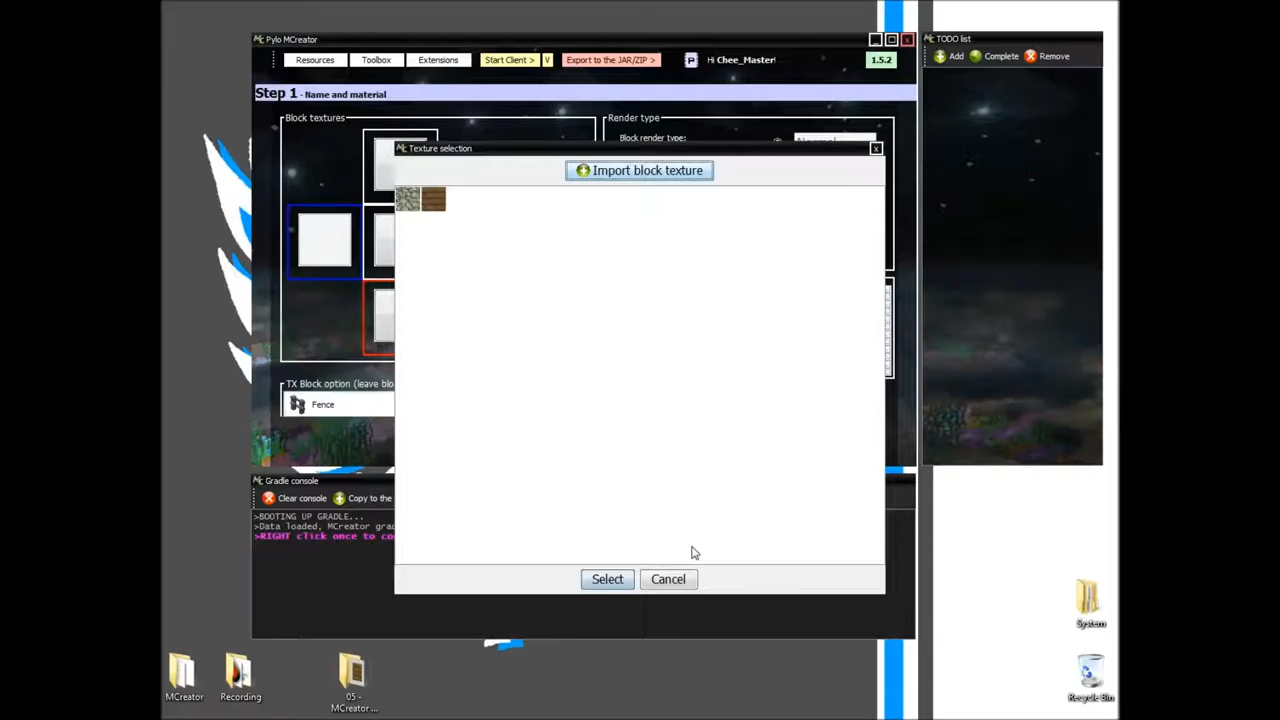 Pylo MCreator
TODO list
Resources
Toolbox
Extensions
Start Client >
V
Export to the JAR/ZIP >
P
Hi Chee_Master!
1.5.2
Add
Complete
Remove
Step 1 - Name and material
Block textures
Render type
Block render type:
Normal
Texture selection
x
Import block texture
TX Block option (leave blo
Fence
Gradle console
Clear console
Copy to the
>BOOTING UP GRADLE...
>Data loaded, MCreator grad
>RIGHT click once to co
Select
Cancel
System
Recycle Bin
MCreator
Recording
05 -
MCreator ...